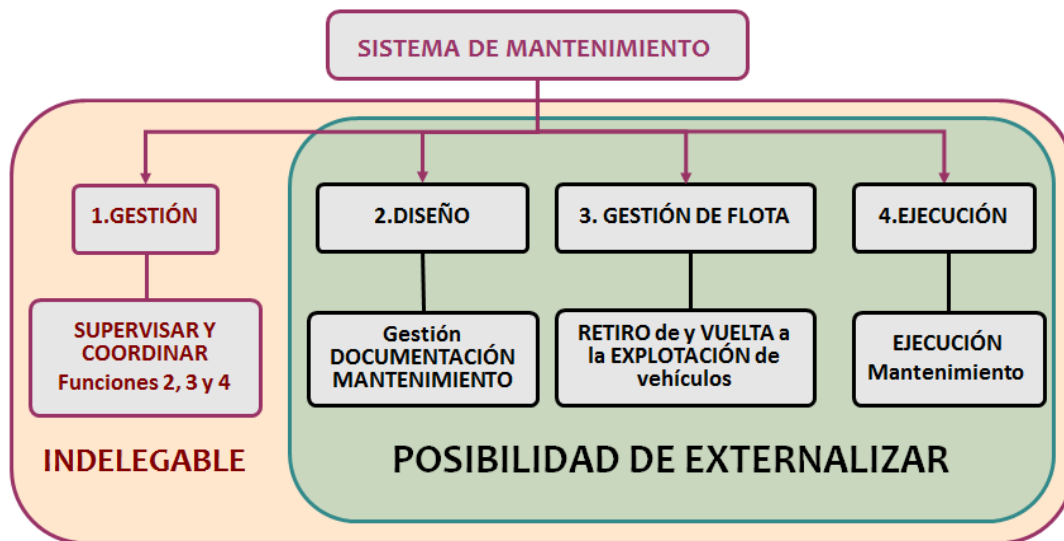 SISTEMA DE MANTENIMIENTO
1.GESTIÓN
2.DISEÑO
3. GESTIÓN DE FLOTA
4.EJECUCIÓN
SUPERVISAR Y
COORDINAR
Funciones 2, 3 y 4
Gestión
DOCUMENTACIÓN
MANTENIMIENTO
RETIRO de y VUELTA a
la EXPLOTACIÓN de
vehículos
EJECUCIÓN
Mantenimiento
INDELEGABLE
POSIBILIDAD DE EXTERNALIZAR